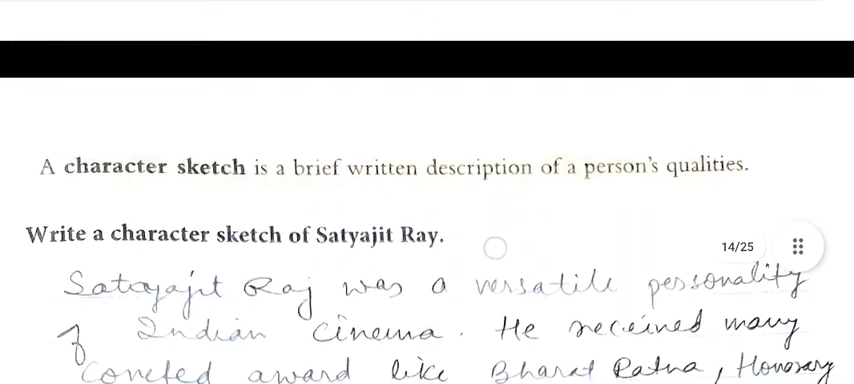 A character sketch is a brief written description of a person's qualities.
Write a character sketch of Satyajit Ray.
14/25
Satayajit Raj was a versatile personality
of Indian cinema. He received many
coveted award like Bharat Ratna, Honorary